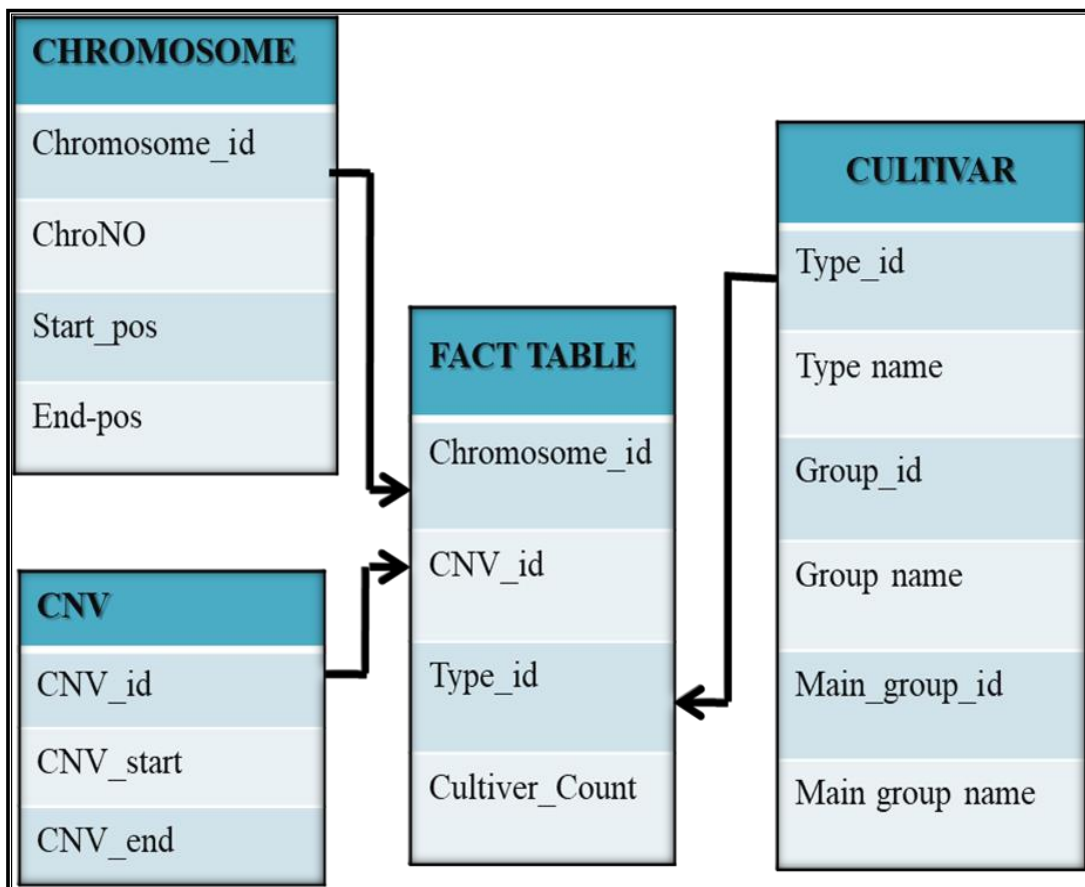 CHROMOSOME
Chromosome_id
ChroNO
Start_pos
End-pos
CNV
CNV_id
CNV_start
CNV_end
FACT TABLE
Chromosome_id
CNV_id
Type_id
Cultiver_Count
CULTIVAR
Type_id
Type name
Group_id
Group name
Main_group_id
Main group name